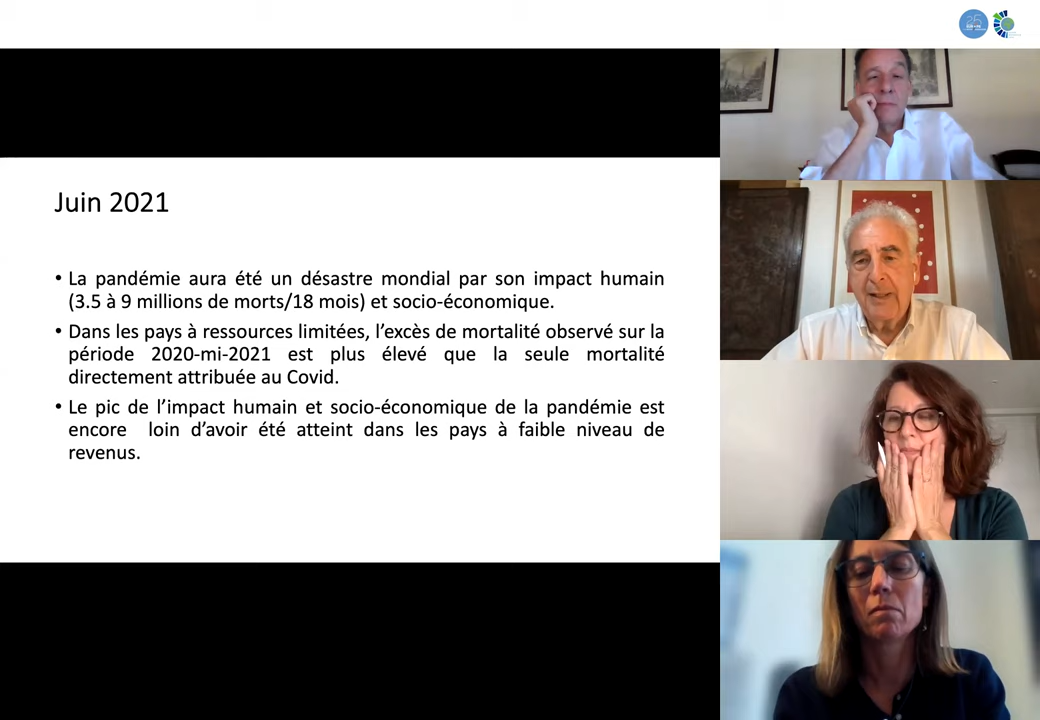 25
Juin 2021
• La pandémie aura été un désastre mondial par son impact humain
(3.5 à 9 millions de morts/18 mois) et socio-économique.
• Dans les pays à ressources limitées, l’excès de mortalité observé sur la
période 2020-mi-2021 est plus élevé que la seule mortalité
directement attribuée au Covid.
• Le pic de l’impact humain et socio-économique de la pandémie est
encore loin d’avoir été atteint dans les pays à faible niveau de
revenus.